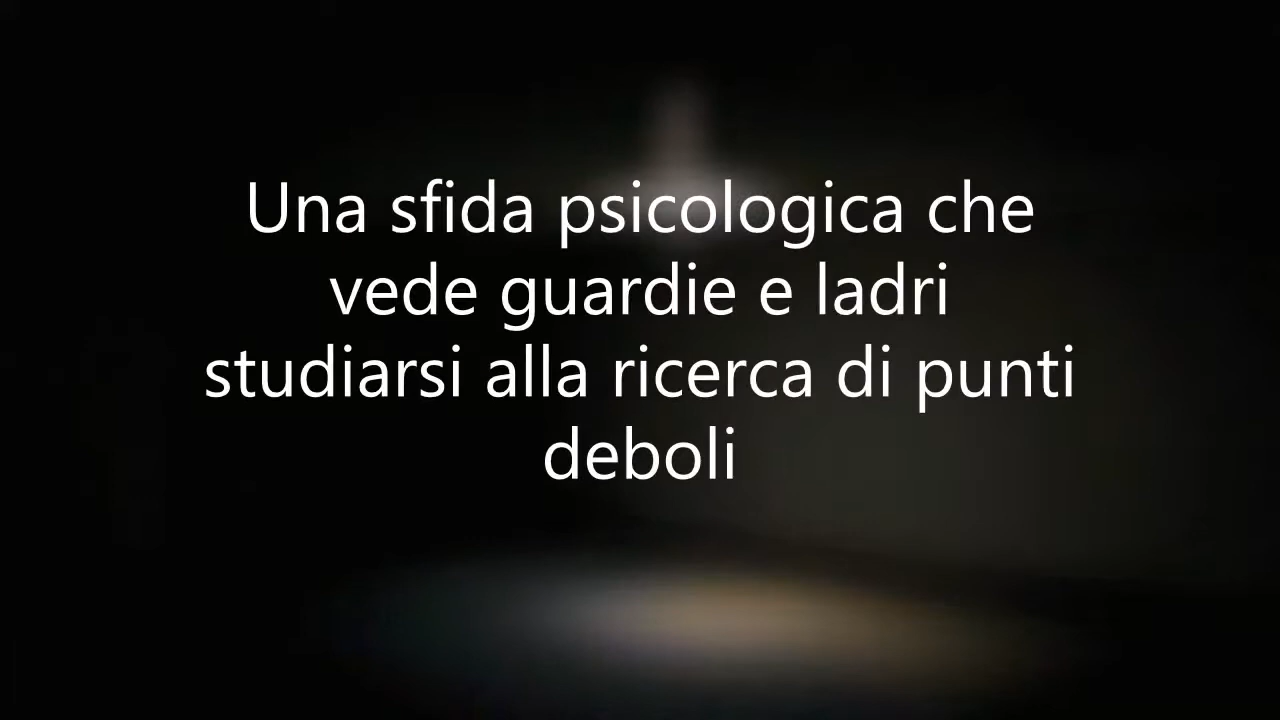 Una sfida psicologica che
vede guardie e ladri
studiarsi alla ricerca di punti
deboli